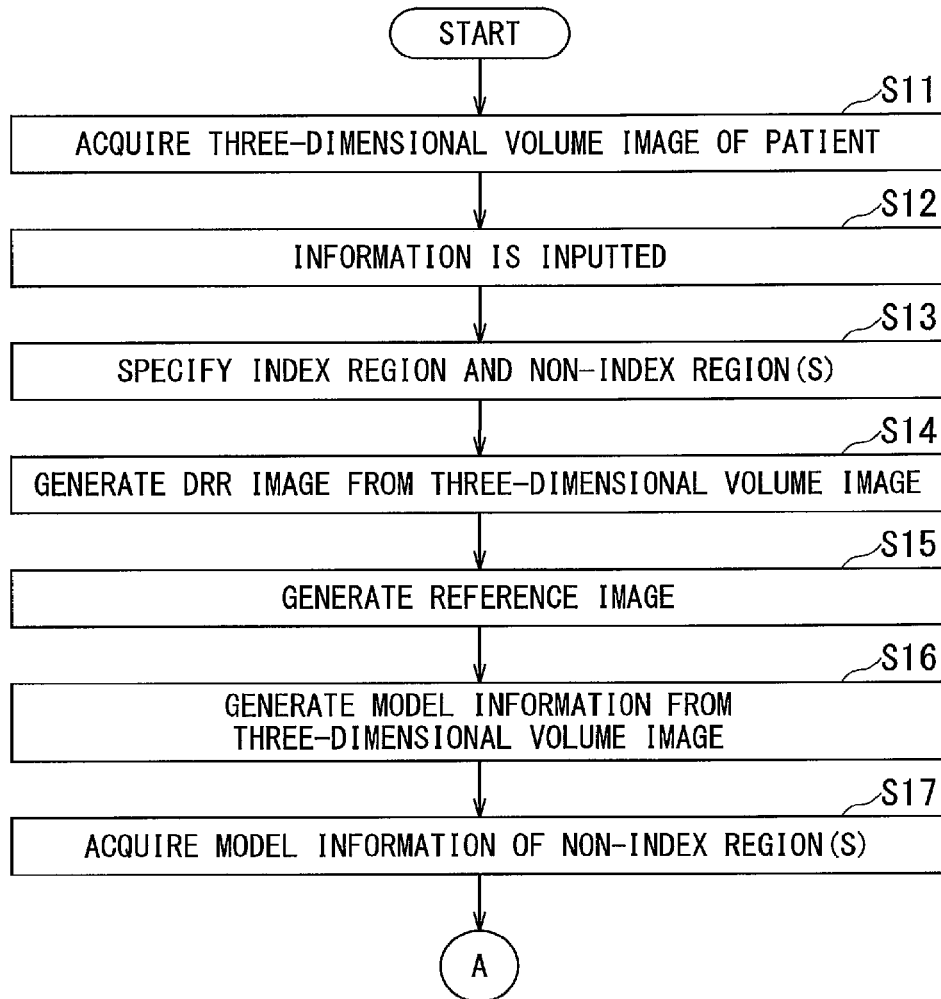 START
S11
ACQUIRE THREE-DIMENSIONAL VOLUME IMAGE OF PATIENT
S12
INFORMATION IS INPUTTED
S13
SPECIFY INDEX REGION AND NON-INDEX REGION(S)
S14
GENERATE DRR IMAGE FROM THREE-DIMENSIONAL VOLUME IMAGE
S15
GENERATE REFERENCE IMAGE
S16
GENERATE MODEL INFORMATION FROM
THREE-DIMENSIONAL VOLUME IMAGE
S17
ACQUIRE MODEL INFORMATION OF NON-INDEX REGION(S)
A